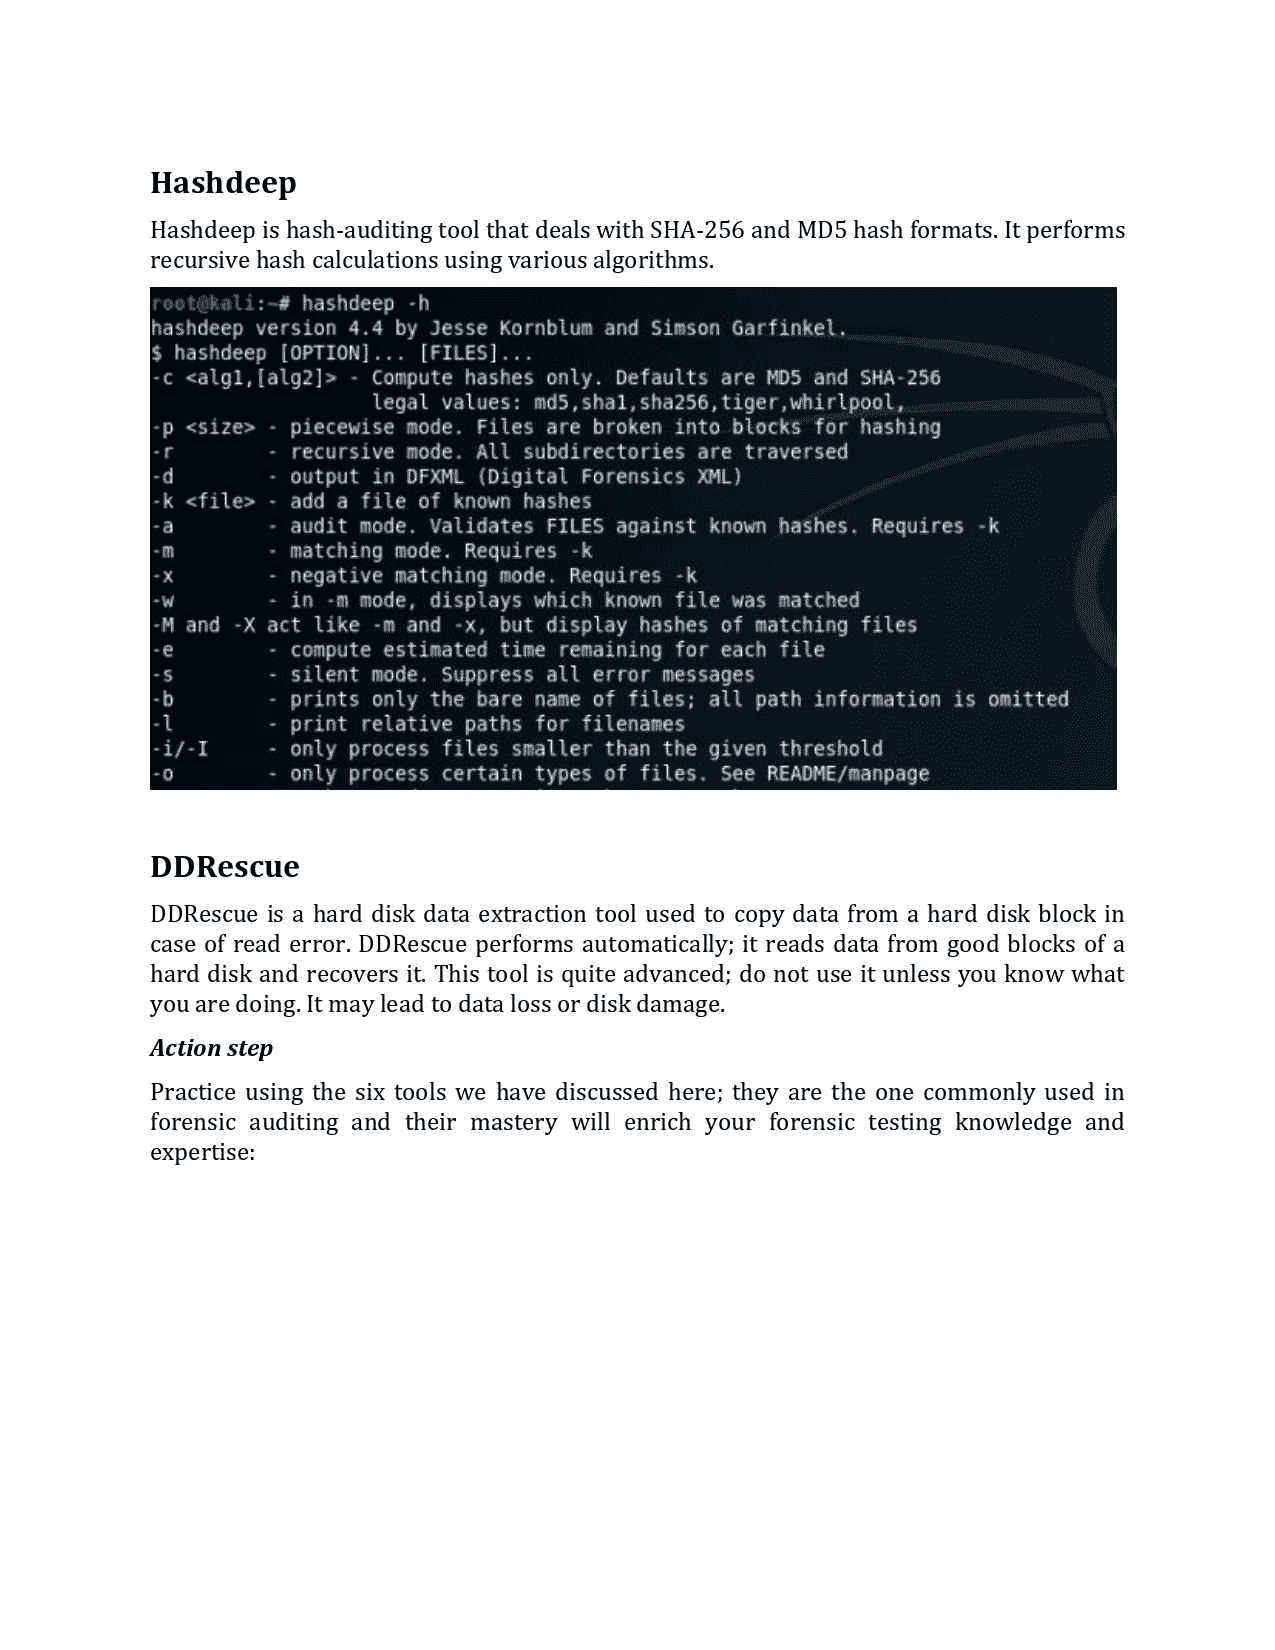 Hashdeep
Hashdeep is hash-auditing tool that deals with SHA-256 and MD5 hash formats. It performs
recursive hash calculations using various algorithms.
root@kali:~# hashdeep -h
hashdeep version 4.4 by Jesse Kornblum and Simson Garfinkel.
$ hashdeep [OPTION]... [FILES]...
-c <alg1,[alg2]> - Compute hashes only. Defaults are MD5 and SHA-256
legal values: md5,sha1,sha256,tiger,whirlpool,
-p <size> - piecewise mode. Files are broken into blocks for hashing
-r - recursive mode. All subdirectories are traversed
-d - output in DFXML (Digital Forensics XML)
-k <file> - add a file of known hashes
-a - audit mode. Validates FILES against known hashes. Requires -k
-m - matching mode. Requires -k
-x - negative matching mode. Requires -k
-w - in -m mode, displays which known file was matched
-M and -X act like -m and -x, but display hashes of matching files
-e - compute estimated time remaining for each file
-s - silent mode. Suppress all error messages
-b - prints only the bare name of files; all path information is omitted
-l - print relative paths for filenames
-i/-I - only process files smaller than the given threshold
-o - only process certain types of files. See README/manpage
DDRescue
DDRescue is a hard disk data extraction tool used to copy data from a hard disk block in
case of read error. DDRescue performs automatically; it reads data from good blocks of a
hard disk and recovers it. This tool is quite advanced; do not use it unless you know what
you are doing. It may lead to data loss or disk damage.
Action step
Practice using the six tools we have discussed here; they are the one commonly used in
forensic auditing and their mastery will enrich your forensic testing knowledge and
expertise: